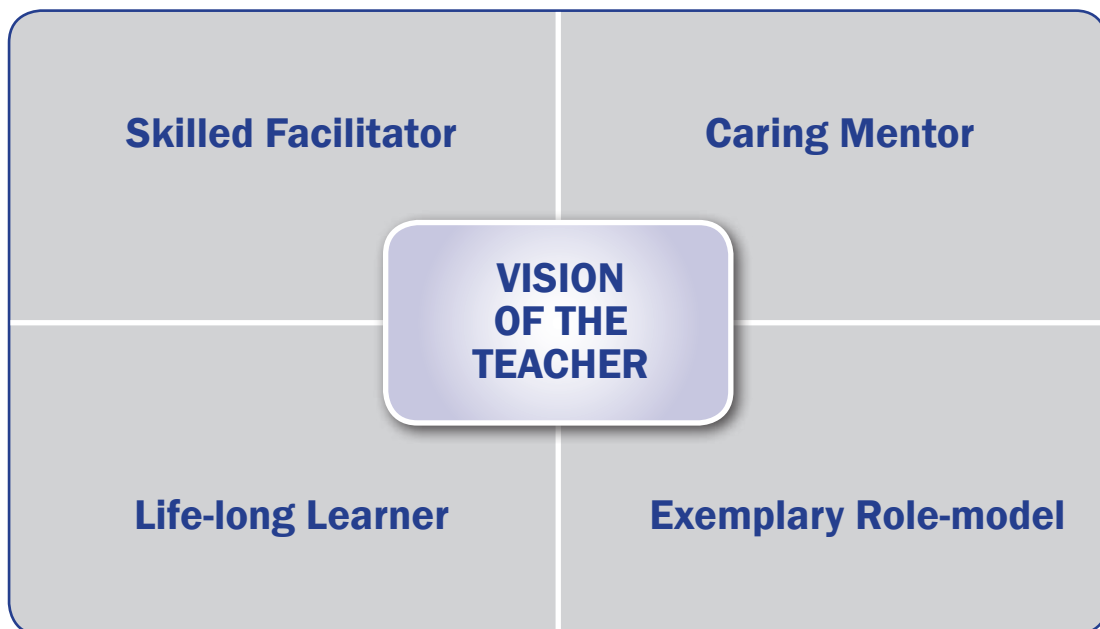 Skilled Facilitator
Caring Mentor
VISION
OF THE
TEACHER
Life-long Learner
Exemplary Role-model